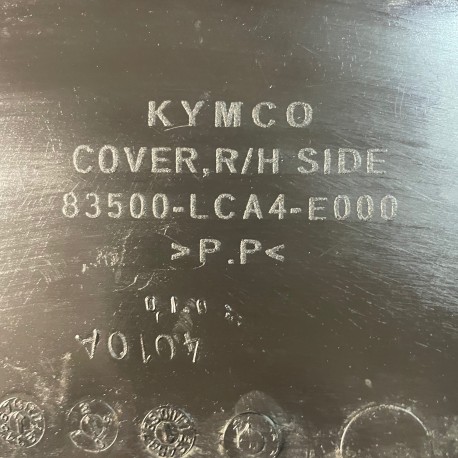 KYMCO
COVER,R/H SIDE
83500-LCA4-E000
>P.P<